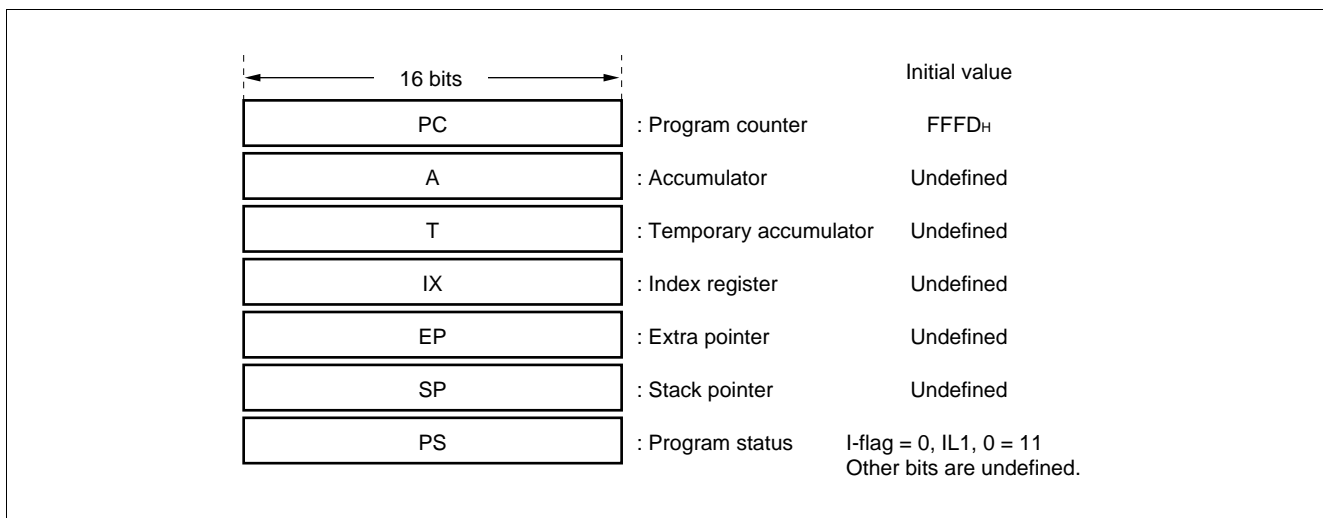 16 bits Initial value
PC : Program counter FFFDH
A : Accumulator Undefined
T : Temporary accumulator Undefined
IX : Index register Undefined
EP : Extra pointer Undefined
SP : Stack pointer Undefined
PS : Program status I-flag = 0, IL1, 0 = 11
Other bits are undefined.